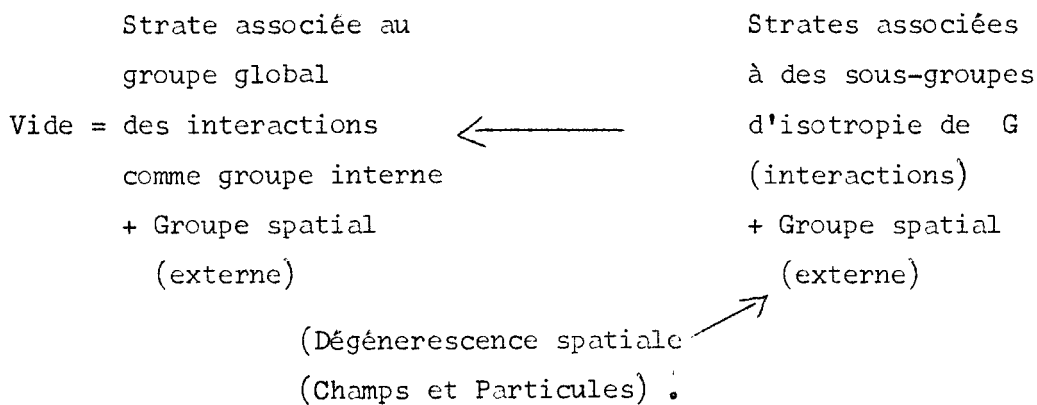 Strate associée au
groupe global
Vide = des interactions
comme groupe interne
+ Groupe spatial
(externe)
Strates associées
à des sous-groupes
d'isotropie de G
(interactions)
+ Groupe spatial
(externe)
(Dégénerescence spatiale
(Champs et Particules) .